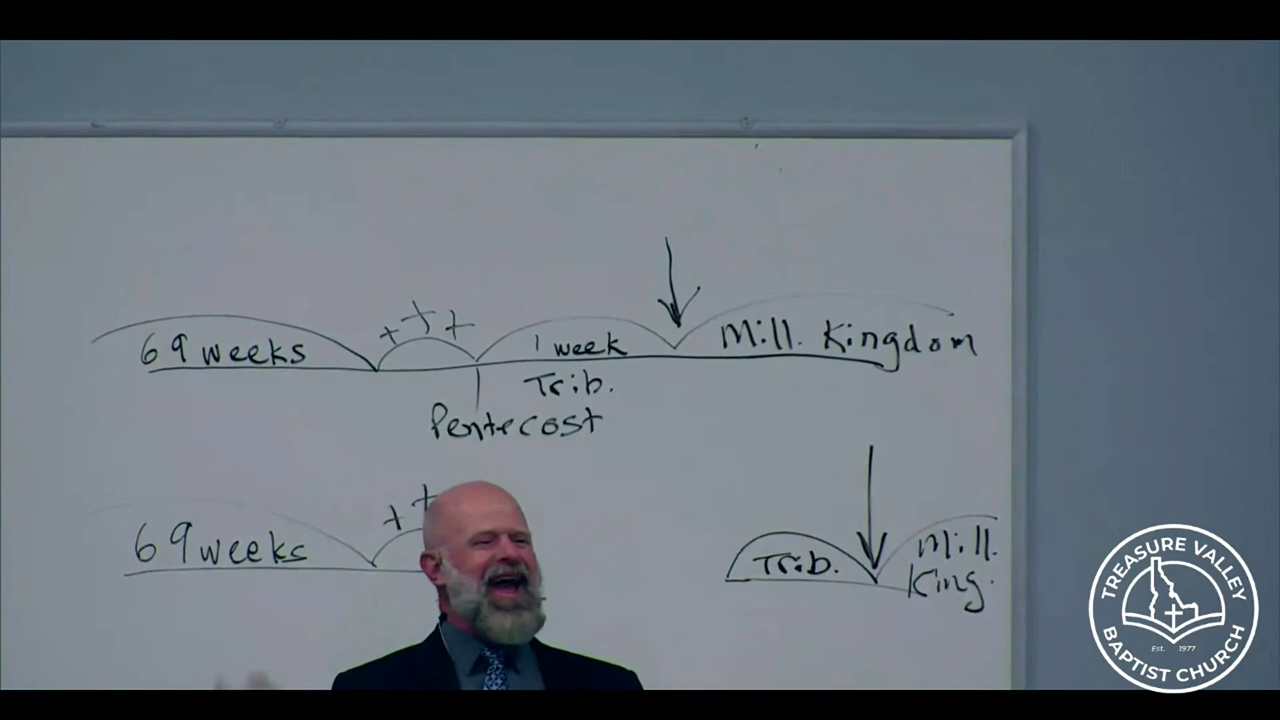 69 weeks
1 week
Mill. Kingdom
Trib.
Pentecost
69 weeks
Trib.
Mill.
King.
TREASURE VALLEY
Est. 1977
BAPTIST CHURCH